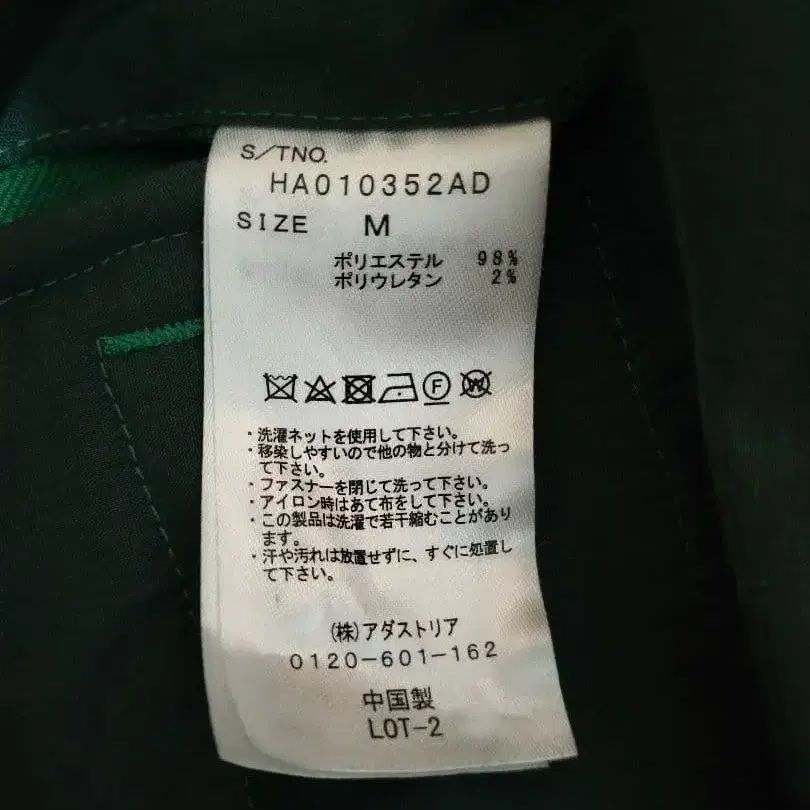 S/TNO.
HA010352AD
SIZE M
ポリエステル 98%
ポリウレタン 2%
F W
・洗濯ネットを使用して下さい。
・移染しやすいので他の物と分けて洗っ
て下さい。
・ファスナーを閉じて洗って下さい。
・アイロン時はあて布をして下さい。
・この製品は洗濯で若干縮むことがあり
ます。
・汗や汚れは放置せずに、すぐに処置し
て下さい。
(株)アダストリア
0120-601-162
中国製
LOT-2